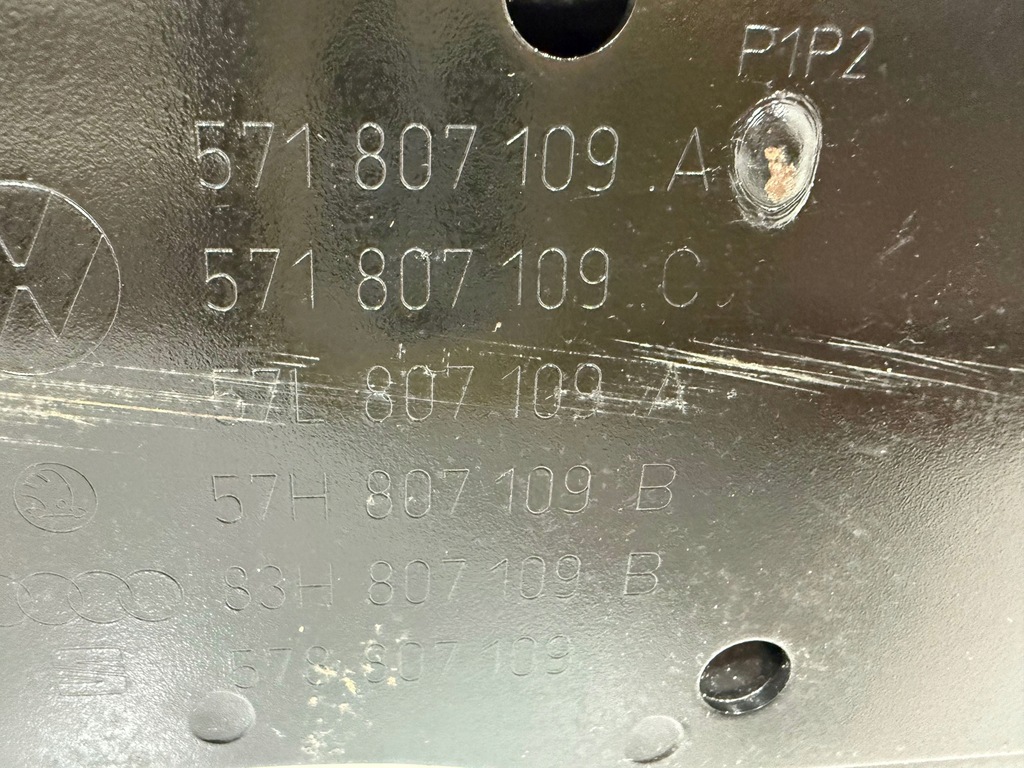 P1P2
571 807 109 .A
571 807 109 .C.
57L 807 109 A
57H 807 109 B
83H 807 109 B
57S 807 109